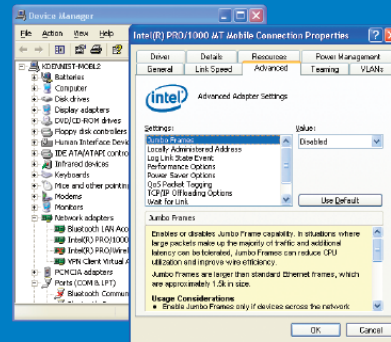 Device Manager
File Action View Help
KDENNIST-MOBL2
Batteries
Computer
Disk drives
Display adapters
DVD/CD-ROM drives
Floppy disk controllers
Human Interface Devic
IDE ATA/ATAPI contro
Infrared devices
Keyboards
Mice and other pointin
Modems
Monitors
Network adapters
Bluetooth LAN Acc
Intel(R) PRO/1000
Intel(R) PRO/Wirel
VPN Client Virtual A
PCMCIA adapters
Ports (COM & LPT)
Bluetooth Commun
Intel(R) PRO/1000 MT Mobile Connection Properties
Driver Details Resources Power Management
General Link Speed Advanced Teaming VLANs
intel
Advanced Adapter Settings
Settings:
Jumbo Frames
Locally Administered Address
Log Link State Event
Performance Options
Power Saver Options
QoS Packet Tagging
TCP/IP Offloading Options
Wait for Link
Value:
Disabled
Use Default
Jumbo Frames
Enables or disables Jumbo Frame capability. In situations where
large packets make up the majority of traffic and additional
latency can be tolerated, Jumbo Frames can reduce CPU
utilization and improve wire efficiency.
Jumbo Frames are larger than standard Ethernet frames, which
are approximately 1.5k in size.
Usage Considerations
• Enable Jumbo Frames only if devices across the network
OK Cancel